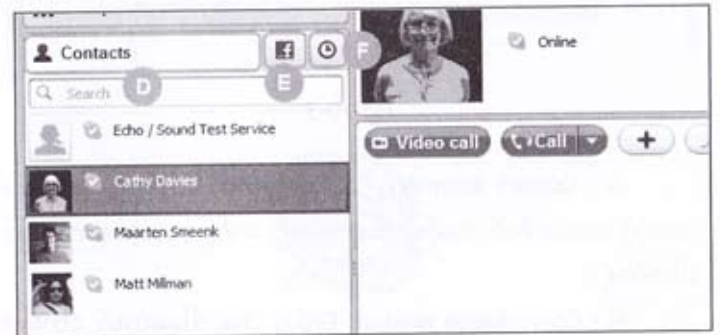 Contacts
F
Online
Search
D
E
Echo / Sound Test Service
Video call
Call
Cathy Davies
Maarten Smeenk
Matt Millman